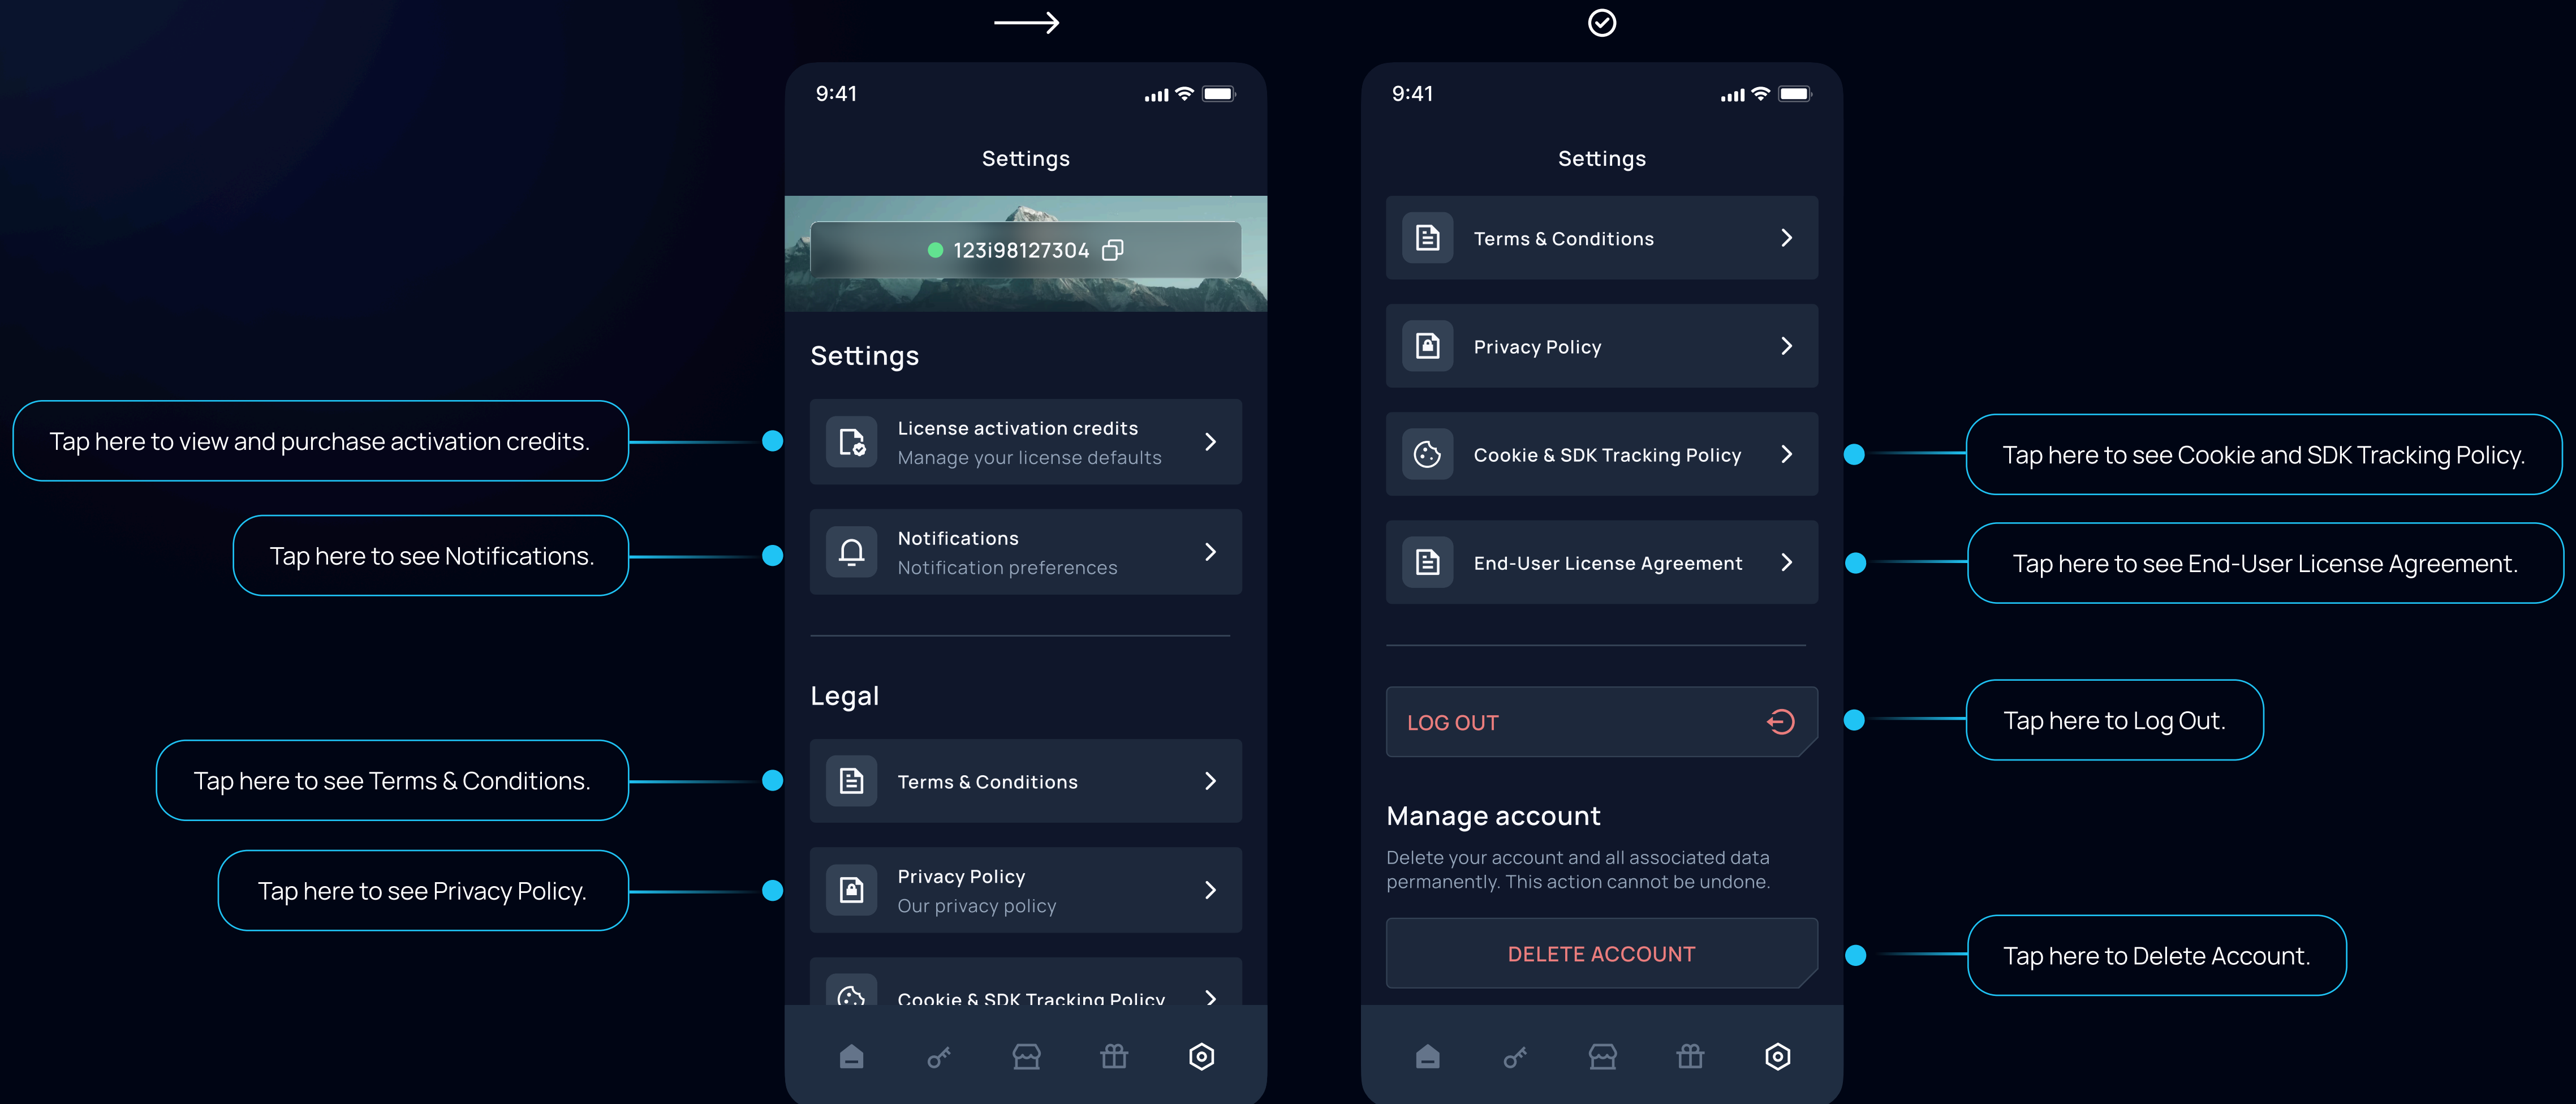 Tap here to view and purchase activation credits.
Tap here to see Notifications.
Tap here to see Terms & Conditions.
Tap here to see Privacy Policy.
9:41
Settings
123i98127304
Settings
License activation credits
Manage your license defaults
Notifications
Notification preferences
Legal
Terms & Conditions
Privacy Policy
Our privacy policy
Cookie & SDK Tracking Policy
9:41
Settings
Terms & Conditions
Privacy Policy
Cookie & SDK Tracking Policy
End-User License Agreement
LOG OUT
Manage account
Delete your account and all associated data
permanently. This action cannot be undone.
DELETE ACCOUNT
Tap here to see Cookie and SDK Tracking Policy.
Tap here to see End-User License Agreement.
Tap here to Log Out.
Tap here to Delete Account.